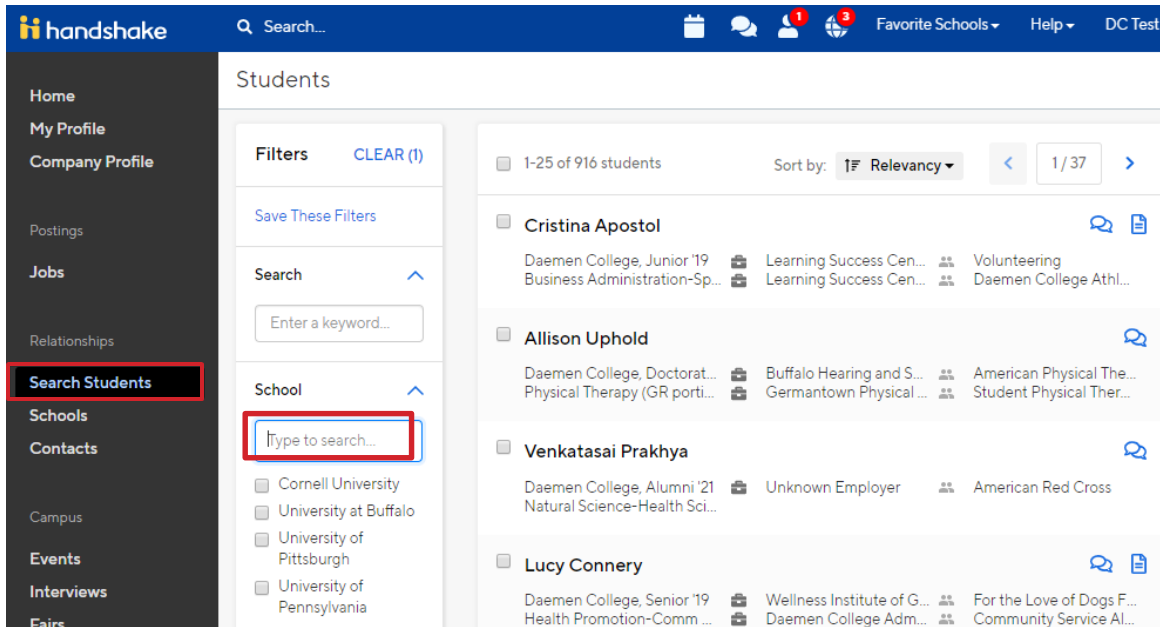 handshake
Search...
1
3
Favorite Schools
Help
DC Test
Home
My Profile
Company Profile
Postings
Jobs
Relationships
Search Students
Schools
Contacts
Campus
Events
Interviews
Fairs
Students
Filters
CLEAR (1)
Save These Filters
Search
Enter a keyword...
School
Type to search...
Cornell University
University at Buffalo
University of
Pittsburgh
University of
Pennsylvania
1-25 of 916 students
Sort by:
Relevancy
1 / 37
Cristina Apostol
Daemen College, Junior '19
Learning Success Cen...
Volunteering
Business Administration-Sp...
Learning Success Cen...
Daemen College Athl...
Allison Uphold
Daemen College, Doctorat...
Buffalo Hearing and S...
American Physical The...
Physical Therapy (GR porti...
Germantown Physical ...
Student Physical Ther...
Venkatasai Prakhya
Daemen College, Alumni '21
Unknown Employer
American Red Cross
Natural Science-Health Sci...
Lucy Connery
Daemen College, Senior '19
Wellness Institute of G...
For the Love of Dogs F...
Health Promotion-Comm ...
Daemen College Adm...
Community Service Al...